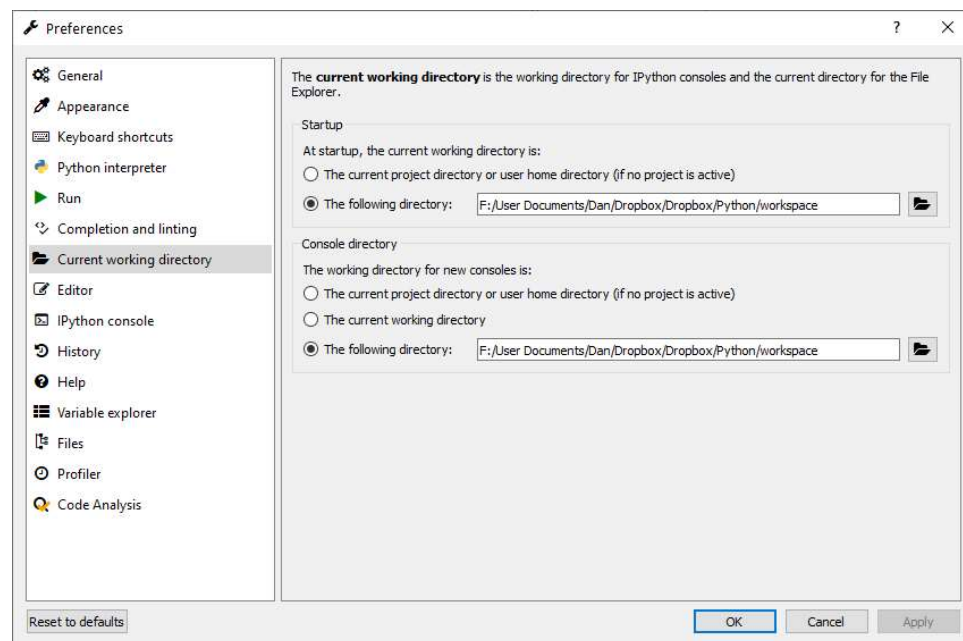 Preferences
?
General
Appearance
Keyboard shortcuts
Python interpreter
Run
Completion and linting
Current working directory
Editor
IPython console
History
Help
Variable explorer
Files
Profiler
Code Analysis
The current working directory is the working directory for IPython consoles and the current directory for the File
Explorer.
Startup
At startup, the current working directory is:
The current project directory or user home directory (if no project is active)
The following directory: F:/User Documents/Dan/Dropbox/Dropbox/Python/workspace
Console directory
The working directory for new consoles is:
The current project directory or user home directory (if no project is active)
The current working directory
The following directory: F:/User Documents/Dan/Dropbox/Dropbox/Python/workspace
Reset to defaults
OK Cancel Apply